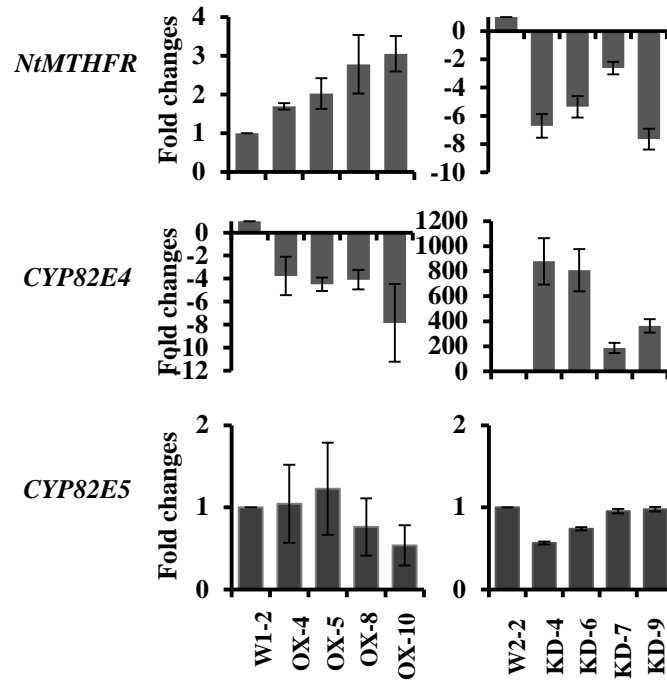 NtMTHFR
Fold changes
4
3
2
1
0
0
-2
-4
-6
-8
-10
CYP82E4
Fold changes
0
-2
-4
-6
-8
-10
-12
1200
1000
800
600
400
200
0
CYP82E5
Fold changes
2
1
0
2
1
0
W1-2
OX-4
OX-5
OX-8
OX-10
W2-2
KD-4
KD-6
KD-7
KD-9